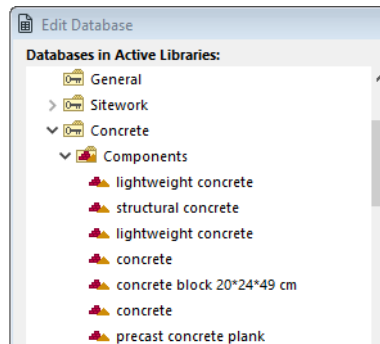 Edit Database
Databases in Active Libraries:
General
Sitework
Concrete
Components
lightweight concrete
structural concrete
lightweight concrete
concrete
concrete block 20*24*49 cm
concrete
precast concrete plank